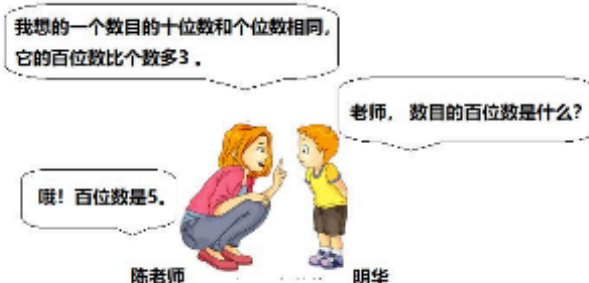 我想的一个数目的十位数和个位数相同,
它的百位数比个数多3 。
老师， 数目的百位数是什么?
哦! 百位数是5。
陈老师
明华